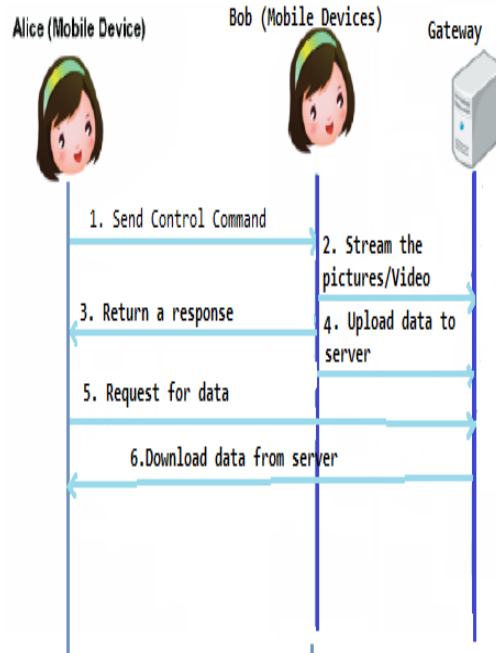 Alice (Mobile Device)
Bob (Mobile Devices)
Gateway
1. Send Control Command
2. Stream the
pictures/Video
3. Return a response
4. Upload data to
server
5. Request for data
6.Download data from server